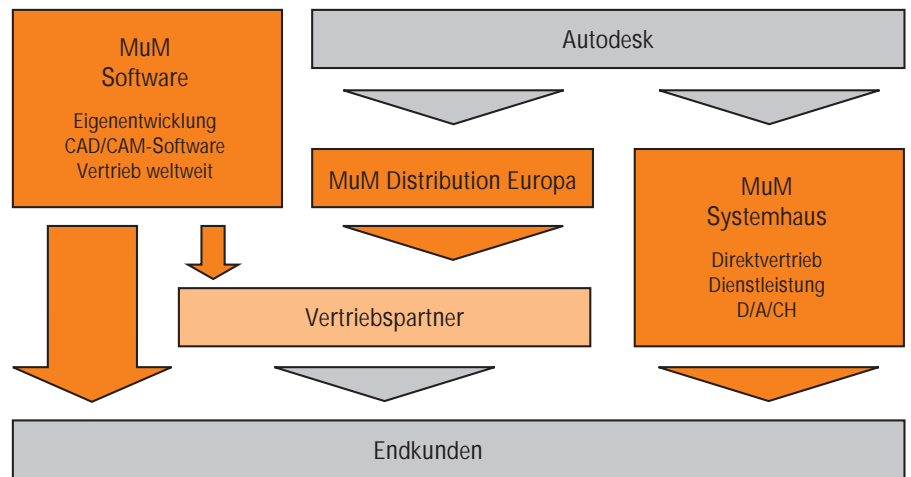 MuM
Software
Eigenentwicklung
CAD/CAM-Software
Vertrieb weltweit
Autodesk
MuM Distribution Europa
MuM
Systemhaus
Direktvertrieb
Dienstleistung
D/A/CH
Vertriebspartner
Endkunden